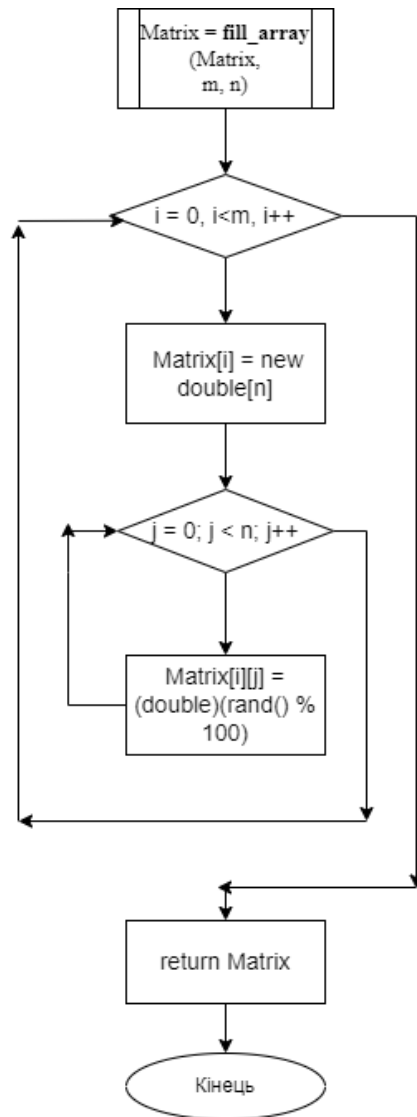 Matrix = fill_array
(Matrix,
m, n)
i = 0, i<m, i++
Matrix[i] = new
double[n]
j = 0; j < n; j++
Matrix[i][j] =
(double)(rand() %
100)
return Matrix
Кінець